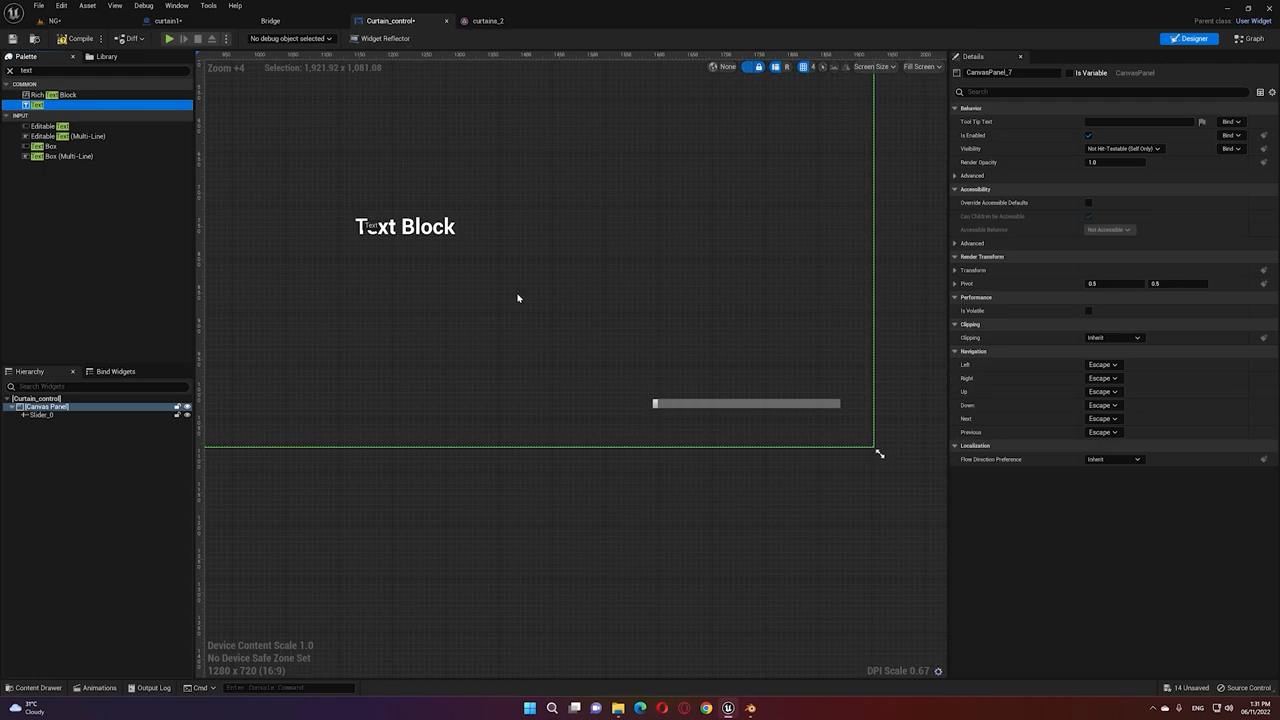 File Edit Asset View Debug Window Tools Help
Parent class: User Widget
NG• curtain1• Bridge Curtain_control• × curtains_2
Compile Diff No debug object selected Widget Reflector Designer Graph
Palette × Library
text
COMMON
Rich Text Block
Text
INPUT
Editable Text
Editable Text (Multi-Line)
Text Box
Text Box (Multi-Line)
Hierarchy × Bind Widgets
Search Widgets
[Curtain_control]
[Canvas Panel]
Slider_0
Zoom +4 Selection: 1,921.92 x 1,081.08
None R 4 Screen Size Fill Screen
Text Block
Text
Device Content Scale 1.0
No Device Safe Zone Set
1280 x 720 (16:9)
DPI Scale 0.67
Details ×
CanvasPanel_7 Is Variable CanvasPanel
Search
Behavior
Tool Tip Text Bind
Is Enabled Bind
Visibility Not Hit-Testable (Self Only) Bind
Render Opacity 1.0
Advanced
Accessibility
Override Accessible Defaults
Can Children be Accessible
Accessible Behavior Not Accessible
Advanced
Render Transform
Transform
Pivot 0.5 0.5
Performance
Is Volatile
Clipping
Clipping Inherit
Navigation
Left Escape
Right Escape
Up Escape
Down Escape
Next Escape
Previous Escape
Localization
Flow Direction Preference Inherit
Content Drawer Animations Output Log Cmd Enter Console Command
14 Unsaved Source Control
31°C
Cloudy
1:31 PM
06/11/2022